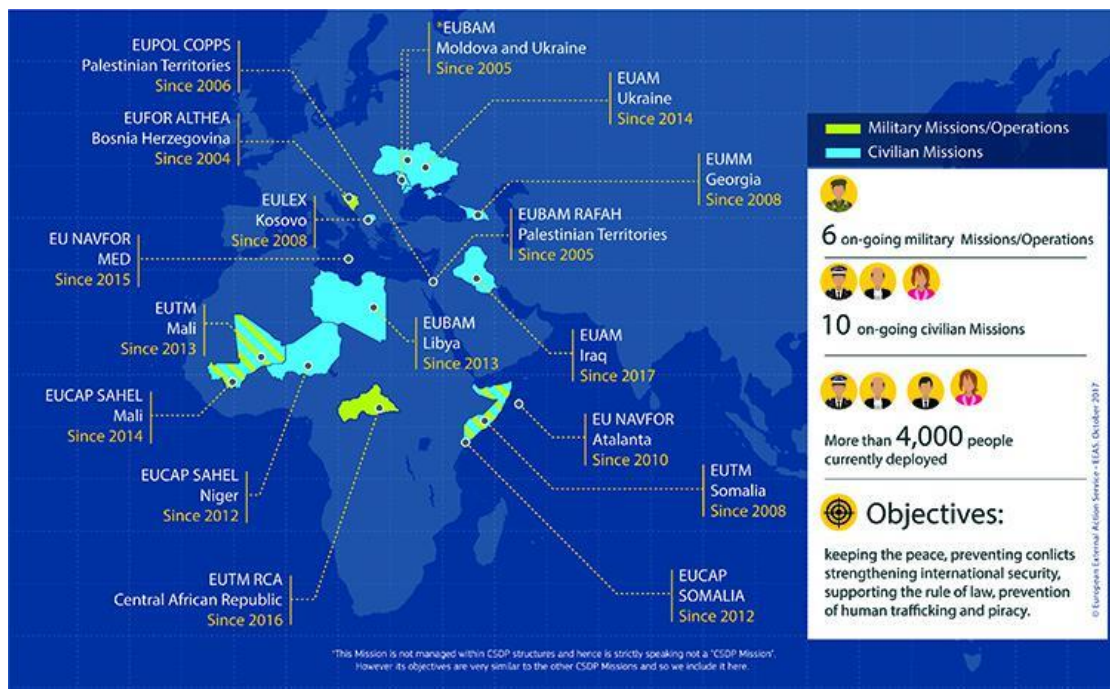 *EUBAM
Moldova and Ukraine
Since 2005
EUPOL COPPS
Palestinian Territories
Since 2006
EUAM
Ukraine
Since 2014
EUFOR ALTHEA
Bosnia Herzegovina
Since 2004
EUMM
Georgia
Since 2008
EULEX
Kosovo
Since 2008
EUBAM RAFAH
Palestinian Territories
Since 2005
EU NAVFOR
MED
Since 2015
EUTM
Mali
Since 2013
EUBAM
Libya
Since 2013
EUAM
Iraq
Since 2017
EUCAP SAHEL
Mali
Since 2014
EU NAVFOR
Atalanta
Since 2010
EUCAP SAHEL
Niger
Since 2012
EUTM
Somalia
Since 2008
EUTM RCA
Central African Republic
Since 2016
EUCAP
SOMALIA
Since 2012
Military Missions/Operations
Civilian Missions
6 on-going military Missions/Operations
10 on-going civilian Missions
More than 4,000 people
currently deployed
Objectives:
keeping the peace, preventing conlicts
strengthening international security,
supporting the rule of law, prevention
of human trafficking and piracy.
© European External Action Service - EEAS, October 2017
*This Mission is not managed within CSDP structures and hence is strictly speaking not a "CSDP Mission".
However its objectives are very similar to the other CSDP Missions and so we include it here.